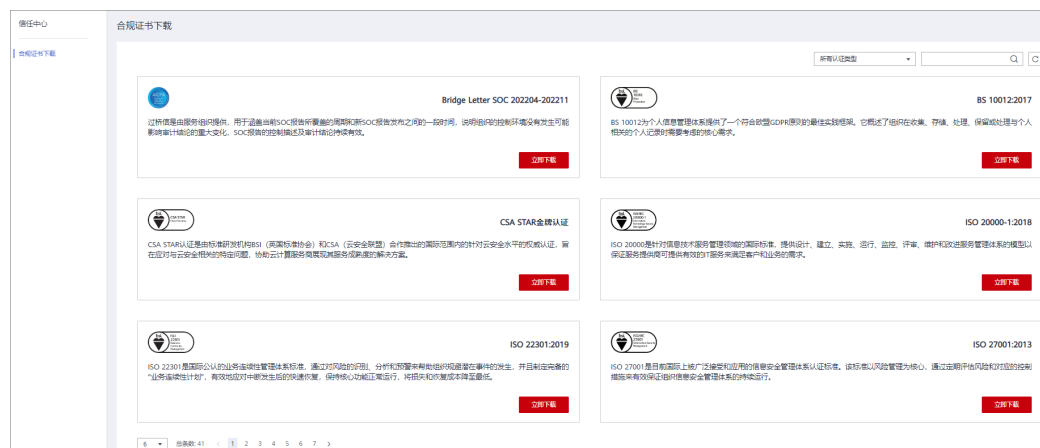 信任中心
合规证书下载
合规证书下载
所有认证类型
Bridge Letter SOC 202204-202211
过桥信是由服务组织提供，用于涵盖当前SOC报告所覆盖的周期和新SOC报告发布之间的一段时间，说明组织的控制环境没有发生可能
影响审计结论的重大变化，SOC报告的控制描述及审计结论持续有效。
立即下载
BS 10012:2017
BS 10012为个人信息管理体系提供了一个符合欧盟GDPR原则的最佳实践框架。它概述了组织在收集、存储、处理、保留或处理与个人
相关的个人记录时需要考虑的核心需求。
立即下载
CSA STAR
CSA STAR金牌认证
CSA STAR认证是由标准研发机构BSI（英国标准协会）和CSA（云安全联盟）合作推出的国际范围内的针对云安全水平的权威认证，旨
在应对与云安全相关的特定问题，协助云计算服务商展现其服务成熟度的解决方案。
立即下载
ISO 20000-1:2018
ISO 20000是针对信息技术服务管理领域的国际标准，提供设计、建立、实施、运行、监控、评审、维护和改进服务管理体系的模型以
保证服务提供商可提供有效的IT服务来满足客户和业务的需求。
立即下载
ISO 22301:2019
ISO 22301是国际公认的业务连续性管理体系标准，通过对风险的识别、分析和预警来帮助组织规避潜在事件的发生，并且制定完备的
“业务连续性计划”，有效地应对中断发生后的快速恢复，保持核心功能正常运行，将损失和恢复成本降至最低。
立即下载
ISO 27001:2013
ISO 27001是目前国际上被广泛接受和应用的信息安全管理体系认证标准。该标准以风险管理为核心，通过定期评估风险和对应的控制
措施来有效保证组织信息安全管理体系的持续运行。
立即下载
6 总条数: 41 < 1 2 3 4 5 6 7 >